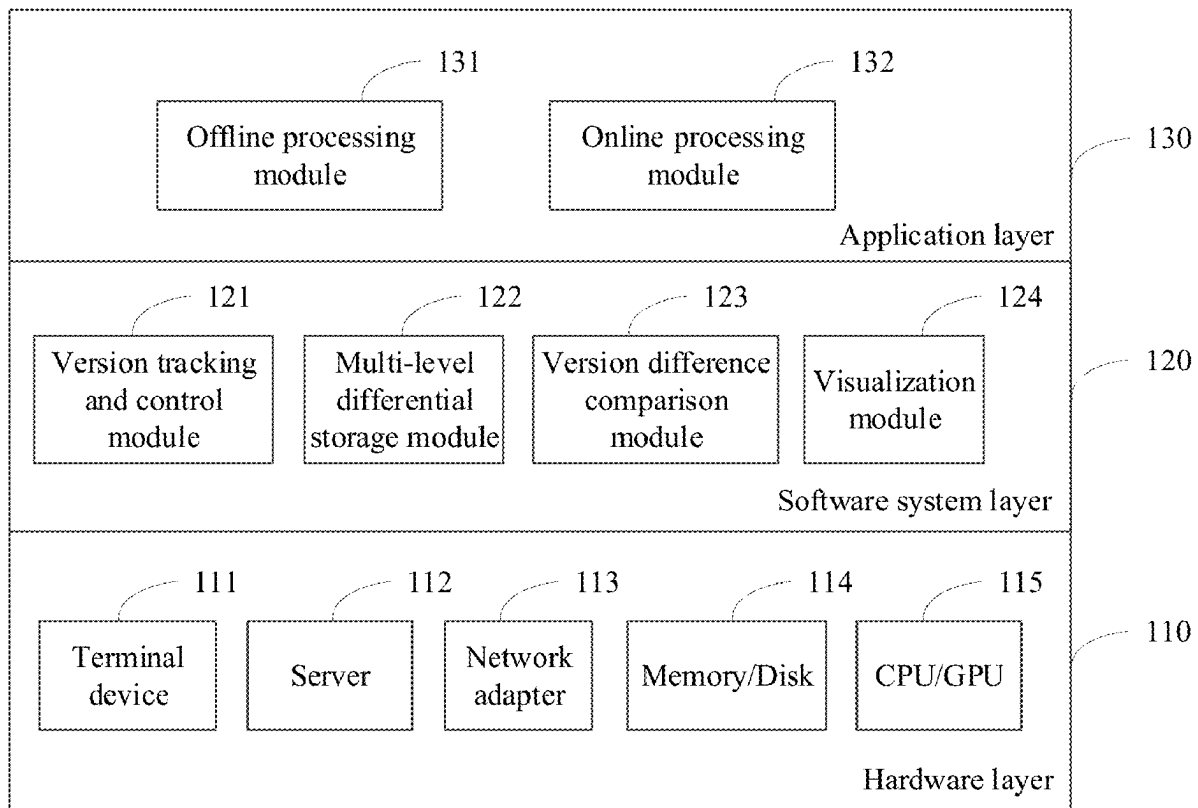 131
132
Offline processing
module
Online processing
module
130
Application layer
121
122
123
124
Version tracking
and control
module
Multi-level
differential
storage module
Version difference
comparison
module
Visualization
module
120
Software system layer
111
112
113
114
115
Terminal
device
Server
Network
adapter
Memory/Disk
CPU/GPU
110
Hardware layer